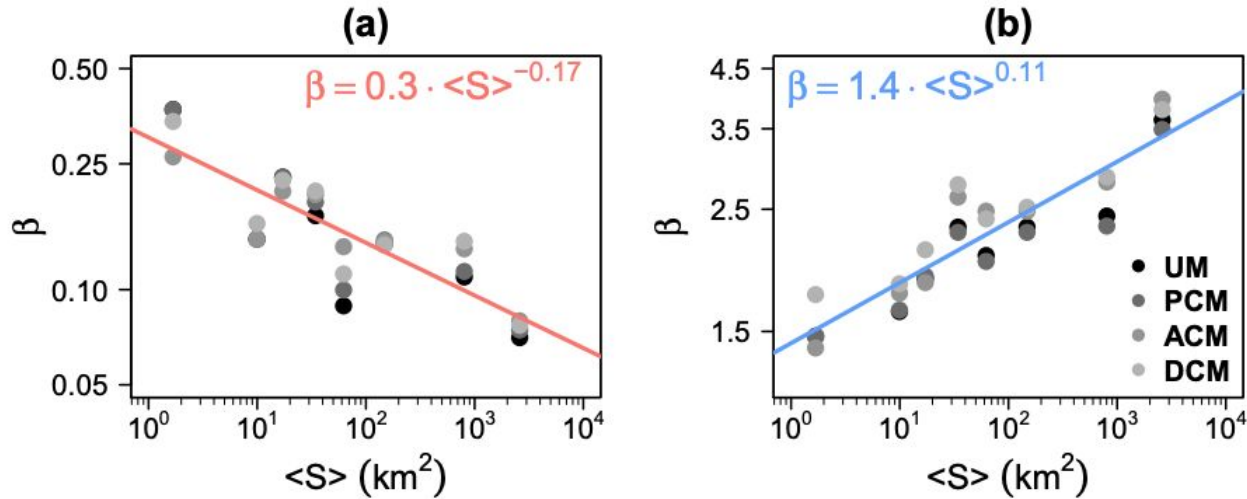 (a)
β = 0.3 · <S>^−0.17
0.50
0.25
0.10
0.05
β
10^0
10^1
10^2
10^3
10^4
<S> (km^2)
(b)
β = 1.4 · <S>^0.11
4.5
3.5
2.5
1.5
β
UM
PCM
ACM
DCM
10^0
10^1
10^2
10^3
10^4
<S> (km^2)